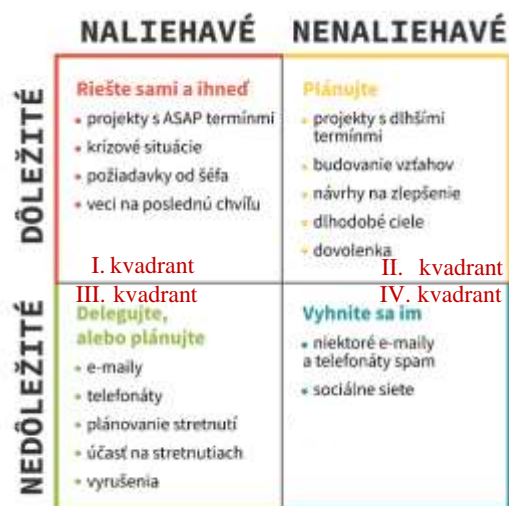 NALIEHAVÉ NENALIEHAVÉ
DÔLEŽITÉ
Riešte sami a ihneď
• projekty s ASAP termínmi
• krízové situácie
• požiadavky od šéfa
• veci na poslednú chvíľu
I. kvadrant
Plánujte
• projekty s dlhšími
termínmi
• budovanie vzťahov
• návrhy na zlepšenie
• dlhodobé ciele
• dovolenka
II. kvadrant
NEDÔLEŽITÉ
III. kvadrant
Delegujte,
alebo plánujte
• e-maily
• telefonáty
• plánovanie stretnutí
• účasť na stretnutiach
• vyrušenia
IV. kvadrant
Vyhnite sa im
• niektoré e-maily
a telefonáty spam
• sociálne siete